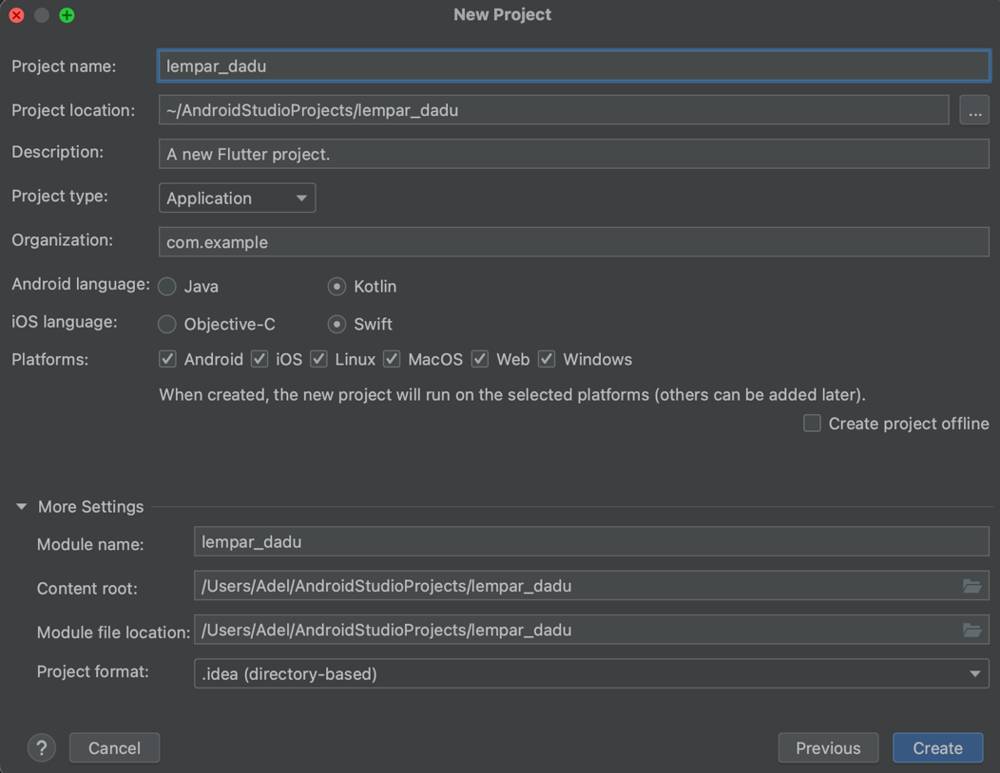 New Project
Project name: lempar_dadu
Project location: ~/AndroidStudioProjects/lempar_dadu ...
Description: A new Flutter project.
Project type: Application
Organization: com.example
Android language: Java Kotlin
iOS language: Objective-C Swift
Platforms: Android iOS Linux MacOS Web Windows
When created, the new project will run on the selected platforms (others can be added later).
Create project offline
More Settings
Module name: lempar_dadu
Content root: /Users/Adel/AndroidStudioProjects/lempar_dadu
Module file location: /Users/Adel/AndroidStudioProjects/lempar_dadu
Project format: .idea (directory-based)
? Cancel Previous Create